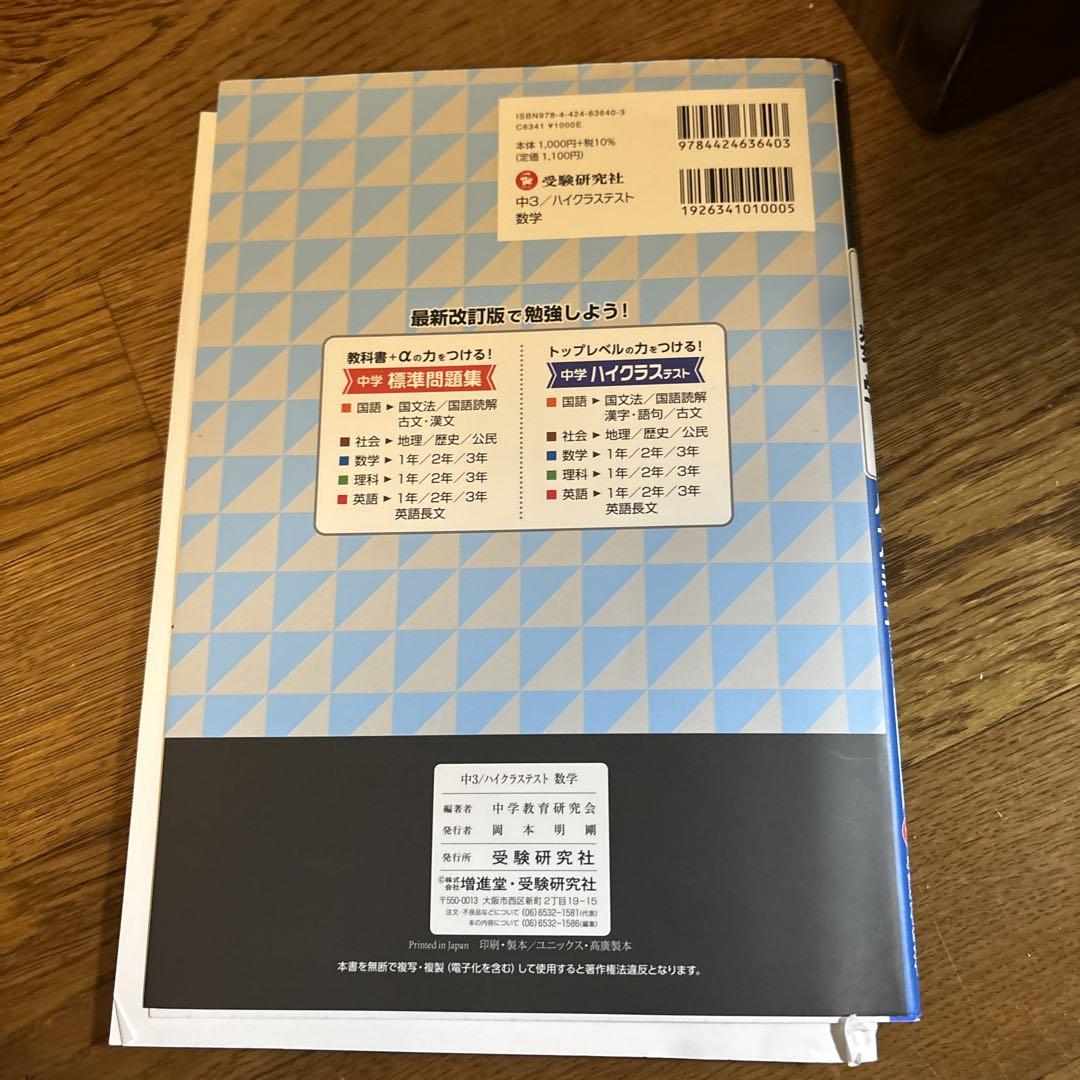 ISBN978-4-424-63640-3
C6341 ¥1000E
本体 1,000円+税10%
(定価 1,100円)
受験研究社
中3/ハイクラステスト
数学
9784424636403
1926341010005
最新改訂版で勉強しよう!
教科書+αの力をつける!
中学 標準問題集
国語▶国文法/国語読解
古文・漢文
社会▶地理/歴史/公民
数学▶1年/2年/3年
理科▶1年/2年/3年
英語▶1年/2年/3年
英語長文
トップレベルの力をつける!
中学 ハイクラステスト
国語▶国文法/国語読解
漢字・語句/古文
社会▶地理/歴史/公民
数学▶1年/2年/3年
理科▶1年/2年/3年
英語▶1年/2年/3年
英語長文
中3/ハイクラステスト 数学
編著者 中学教育研究会
発行者 岡本明剛
発行所 受験研究社
©株式会社増進堂・受験研究社
〒550-0013 大阪市西区新町2丁目19-15
注文・不良品などについて (06)6532-1581(代表)
本の内容について (06)6532-1586(編集)
Printed in Japan 印刷・製本/ユニックス・髙廣製本
本書を無断で複写・複製(電子化を含む)して使用すると著作権法違反となります。